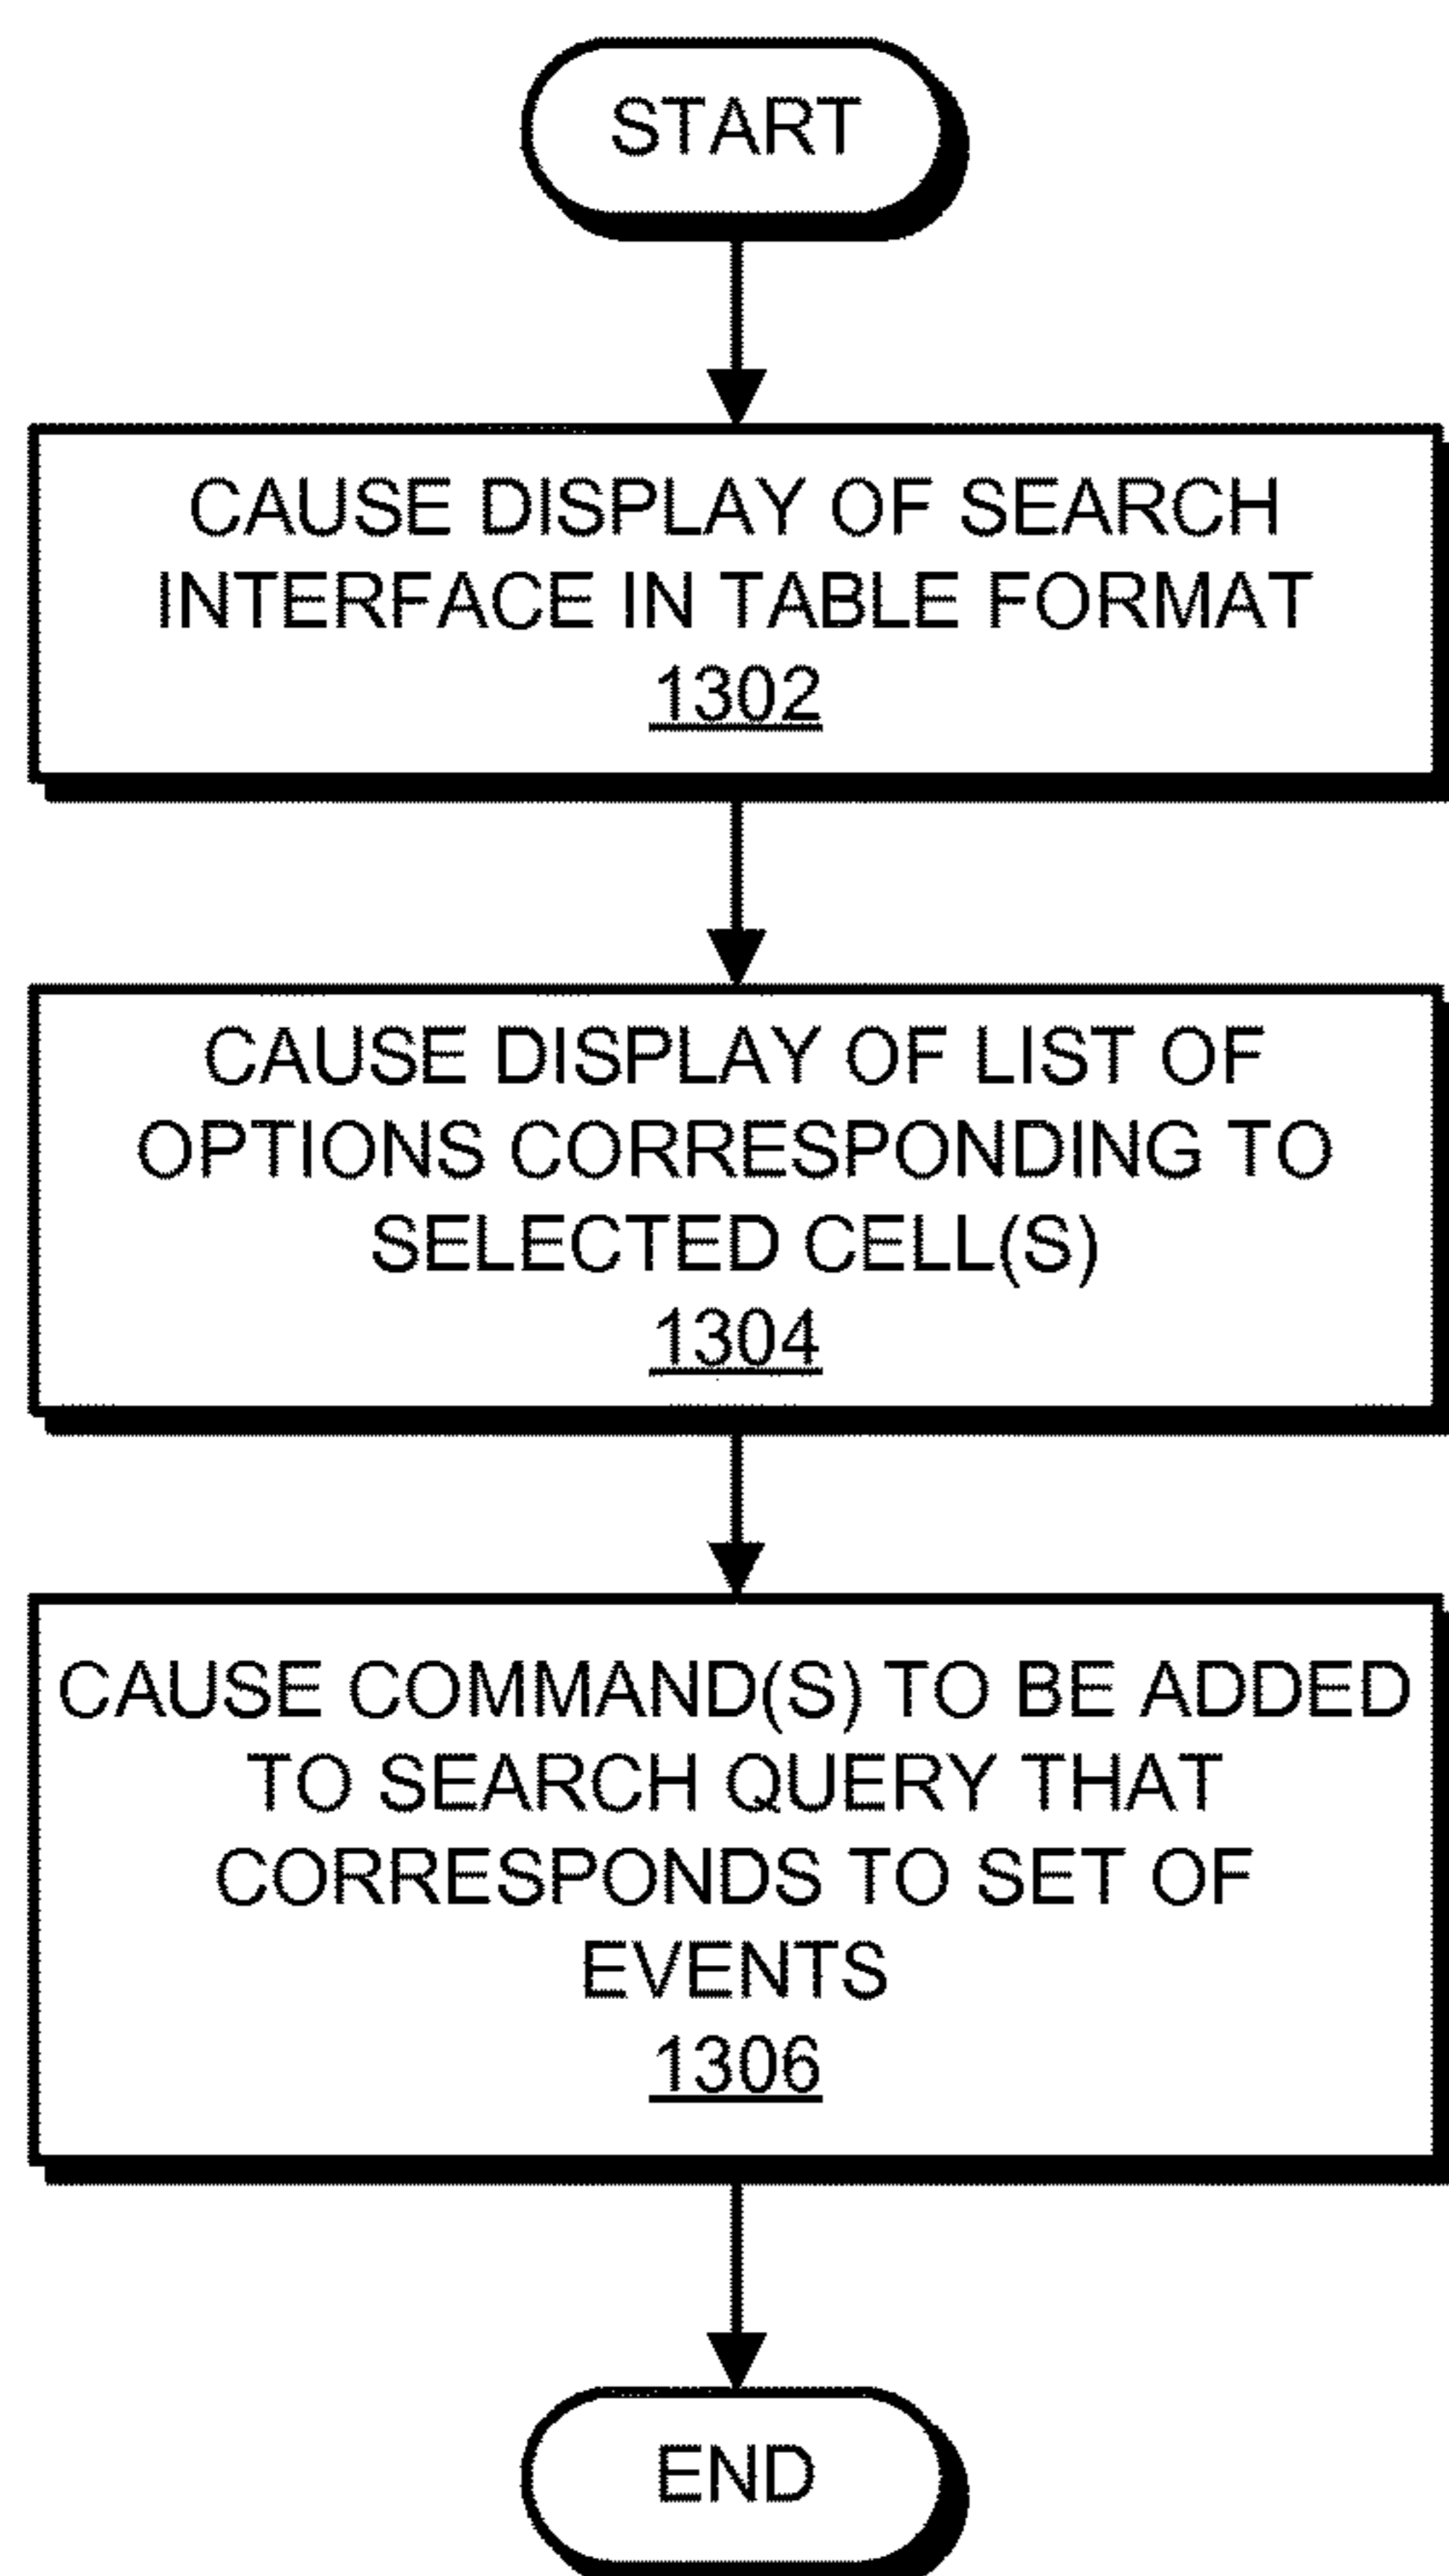 START
CAUSE DISPLAY OF SEARCH
INTERFACE IN TABLE FORMAT
1302
CAUSE DISPLAY OF LIST OF
OPTIONS CORRESPONDING TO
SELECTED CELL(S)
1304
CAUSE COMMAND(S) TO BE ADDED
TO SEARCH QUERY THAT
CORRESPONDS TO SET OF
EVENTS
1306
END